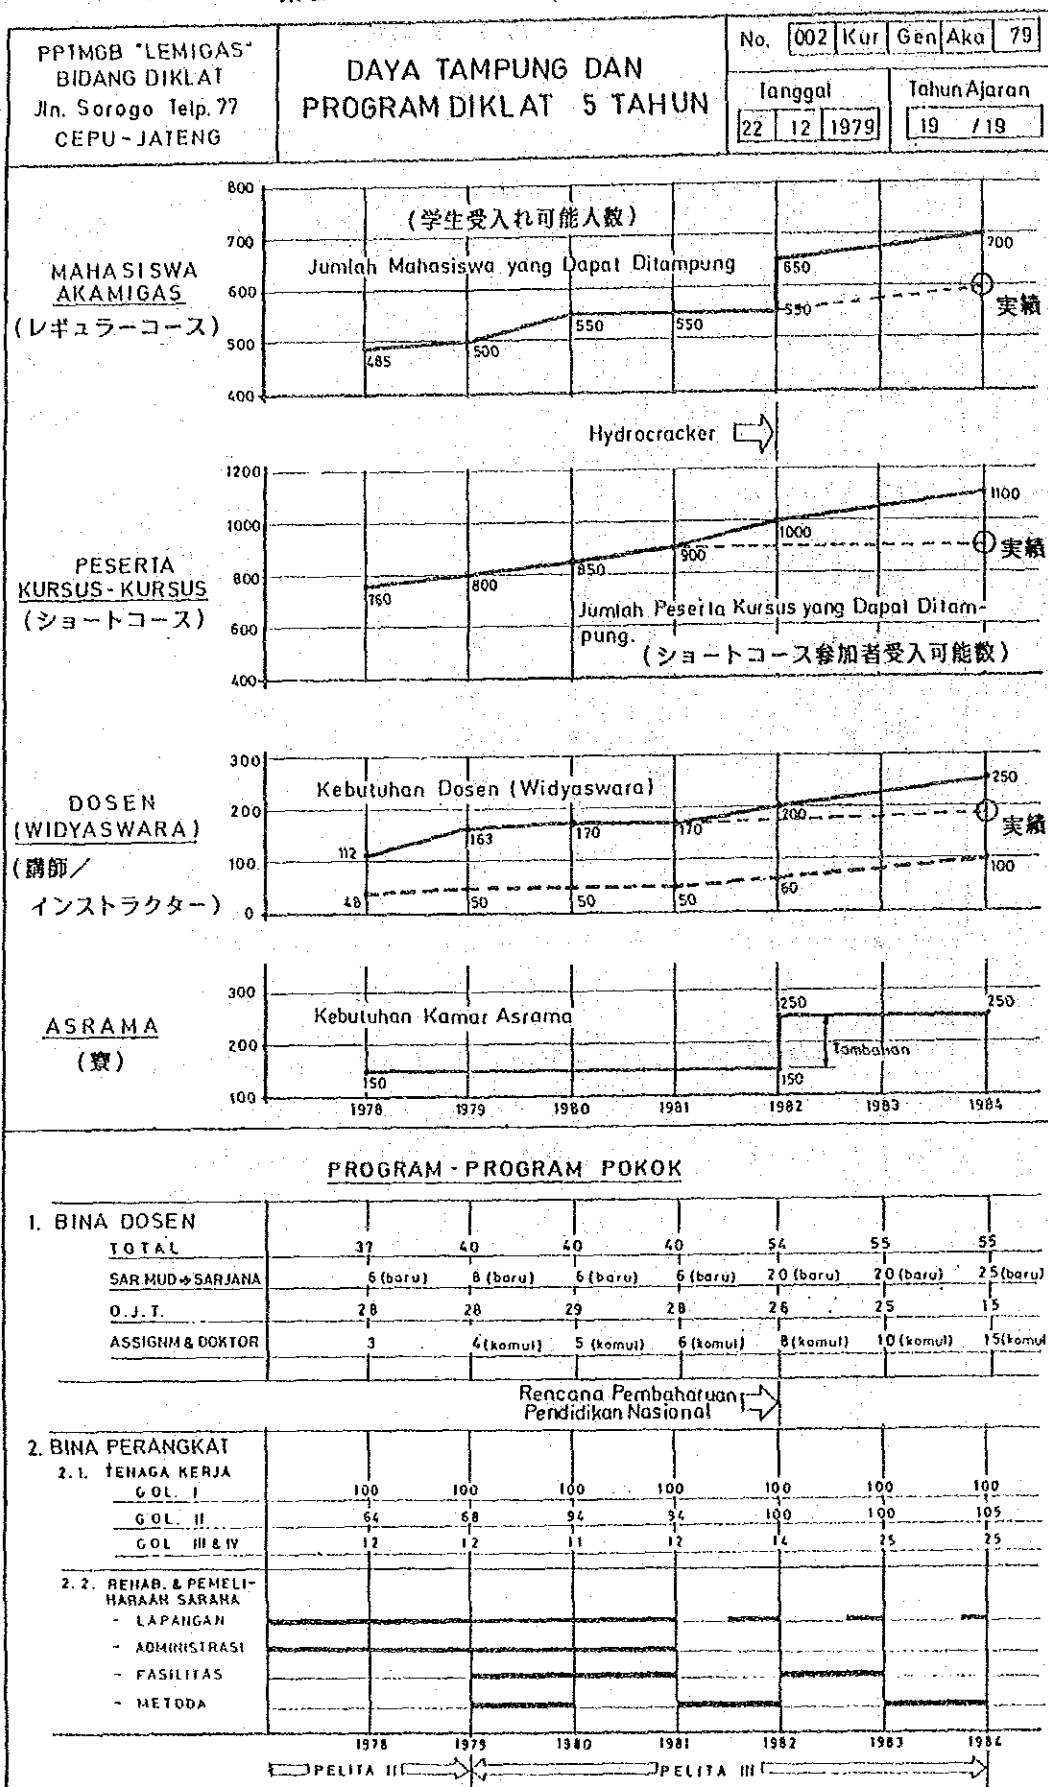 PPTMGB "LEMIGAS"
BIDANG DIKLAT
Jln. Sorogo Telp. 77
CEPU - JATENG
DAYA TAMPUNG DAN
PROGRAM DIKLAT 5 TAHUN
No. 002 Kur Gen Aka 79
Tanggal
22 12 1979
Tahun Ajaran
19 / 19
MAHASISWA
AKAMIGAS
(レギュラーコース)
800
700
600
500
400
(学生受入れ可能人数)
Jumlah Mahasiswa yang Dapat Ditampung
485
500
550
550
650
550
700
実績
Hydrocracker
PESERTA
KURSUS - KURSUS
(ショートコース)
1200
1000
800
600
400
760
800
850
900
1000
1100
実績
Jumlah Peserta Kursus yang Dapat Ditam-
pung.
(ショートコース参加者受入可能数)
DOSEN
(WIDYASWARA)
(講師/
インストラクター)
300
200
100
0
Kebutuhan Dosen (Widyaswara)
112
163
170
170
200
250
実績
48
50
50
50
60
100
ASRAMA
(寮)
300
200
100
Kebutuhan Kamar Asrama
150
250
150
Tambahan
250
1978 1979 1980 1981 1982 1983 1984
PROGRAM - PROGRAM POKOK
1. BINA DOSEN
TOTAL 37 40 40 40 54 55 55
SAR.MUD→SARJANA 6 (baru) 8 (baru) 6 (baru) 6 (baru) 20 (baru) 20 (baru) 25 (baru)
O.J.T. 28 28 29 28 26 25 15
ASSIGNM & DOKTOR 3 4 (komul) 5 (komul) 6 (komul) 8 (komul) 10 (komul) 15 (komul
Rencana Pembaharuan
Pendidikan Nasional
2. BINA PERANGKAT
2.1. TENAGA KERJA
GOL. I 100 100 100 100 100 100 100
GOL. II 64 68 94 94 100 100 105
GOL III & IV 12 12 11 12 14 25 25
2.2. REHAB. & PEMELI-
HARAAN SARANA
- LAPANGAN
- ADMINISTRASI
- FASILITAS
- METODA
1978 1979 1980 1981 1982 1983 1984
PELITA II PELITA III